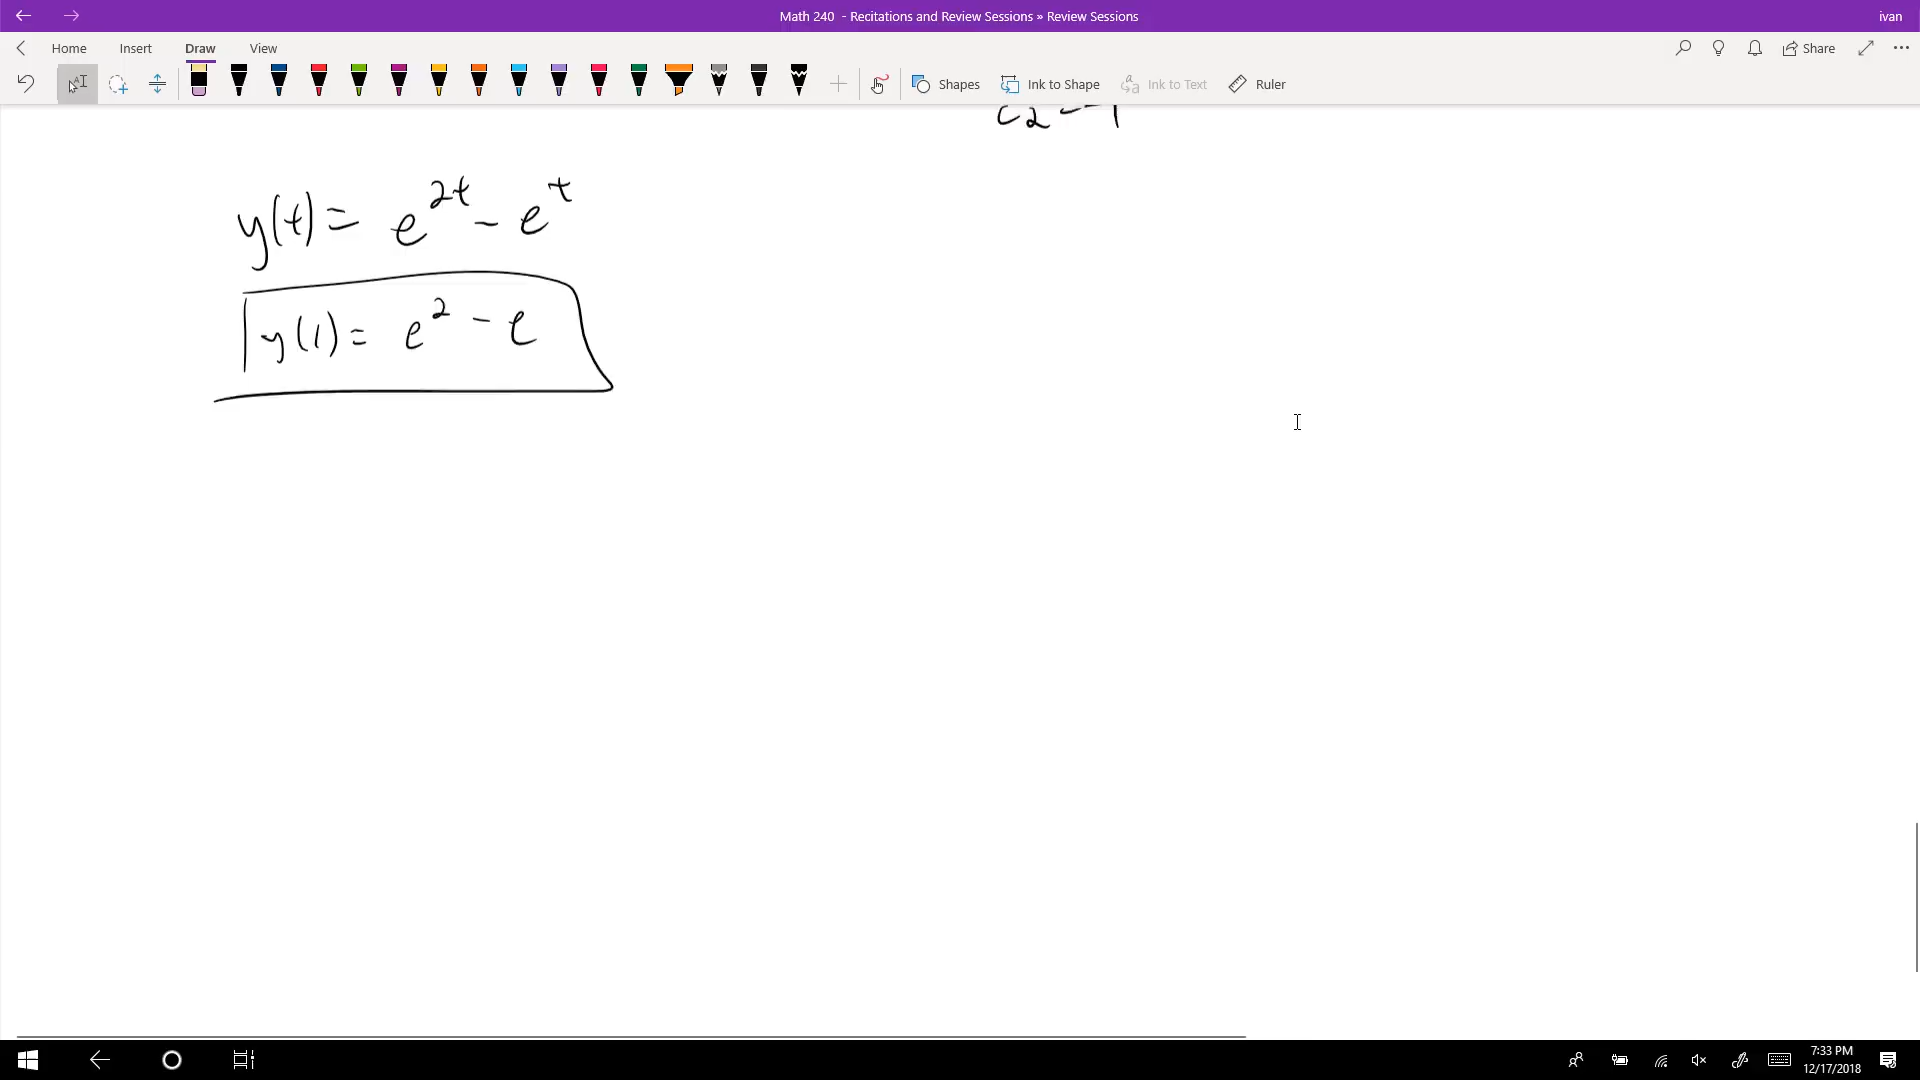 Math 240 - Recitations and Review Sessions » Review Sessions
ivan
Home Insert Draw View
Share
Shapes Ink to Shape Ink to Text Ruler
y(t) = e^{2t} - e^t
y(1) = e^2 - e
7:33 PM
12/17/2018